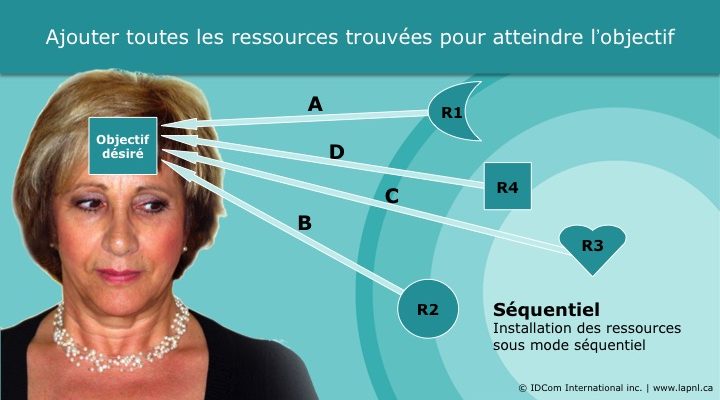 Ajouter toutes les ressources trouvées pour atteindre l'objectif
Objectif
désiré
A
R1
D
R4
C
R3
B
R2
Séquentiel
Installation des ressources
sous mode séquentiel
© IDCom International inc. | www.lapnl.ca